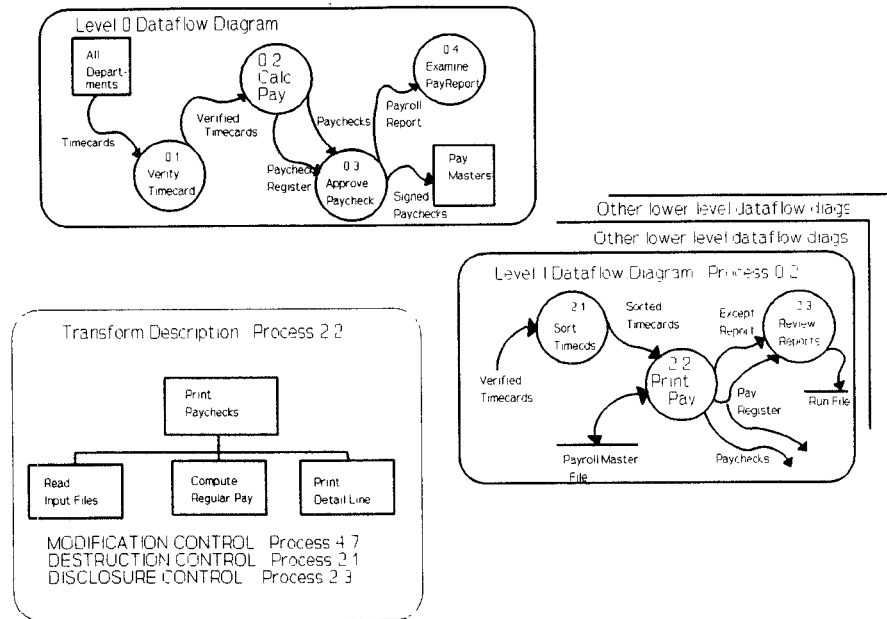 Level 0 Dataflow Diagram
All
Depart-
ments
Timecards
0.1
Verity
Timecard
Verified
Timecards
0.2
Calc
Pay
Paychecks
Paycheck
Register
0.3
Approve
Paycheck
Payroll
Report
0.4
Examine
PayReport
Signed
Paychecks
Pay
Masters
Other lower level dataflow diags
Other lower level dataflow diags
Level 1 Dataflow Diagram Process 0.2
Verified
Timecards
2.1
Sort
Timecds
Sorted
Timecards
2.2
Print
Pay
Payroll Master
File
Except
Report
2.3
Review
Reports
Run File
Pay
Register
Paychecks
Transform Description Process 2.2
Print
Paychecks
Read
Input Files
Compute
Regular Pay
Print
Detail Line
MODIFICATION CONTROL Process 4.7
DESTRUCTION CONTROL Process 2.1
DISCLOSURE CONTROL Process 2.3